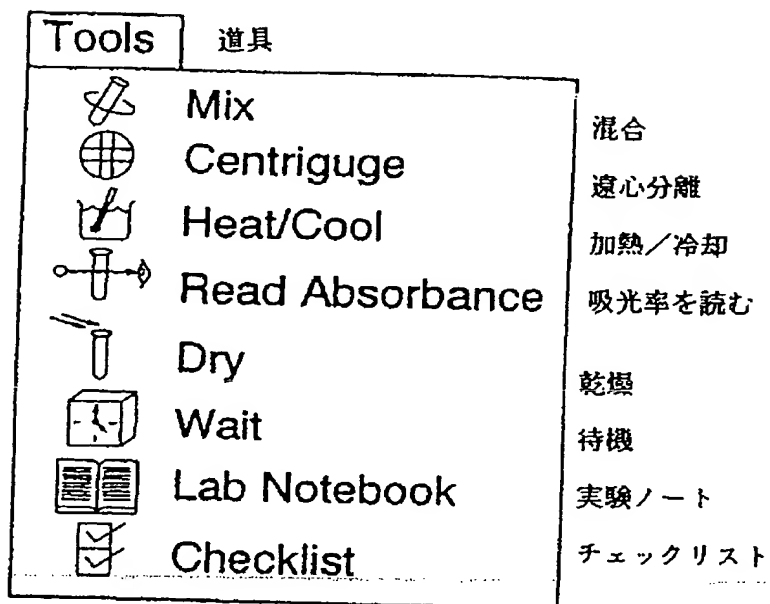 Tools 道具
Mix 混合
Centriguge 遠心分離
Heat/Cool 加熱／冷却
Read Absorbance 吸光率を読む
Dry 乾燥
Wait 待機
Lab Notebook 実験ノート
Checklist チェックリスト